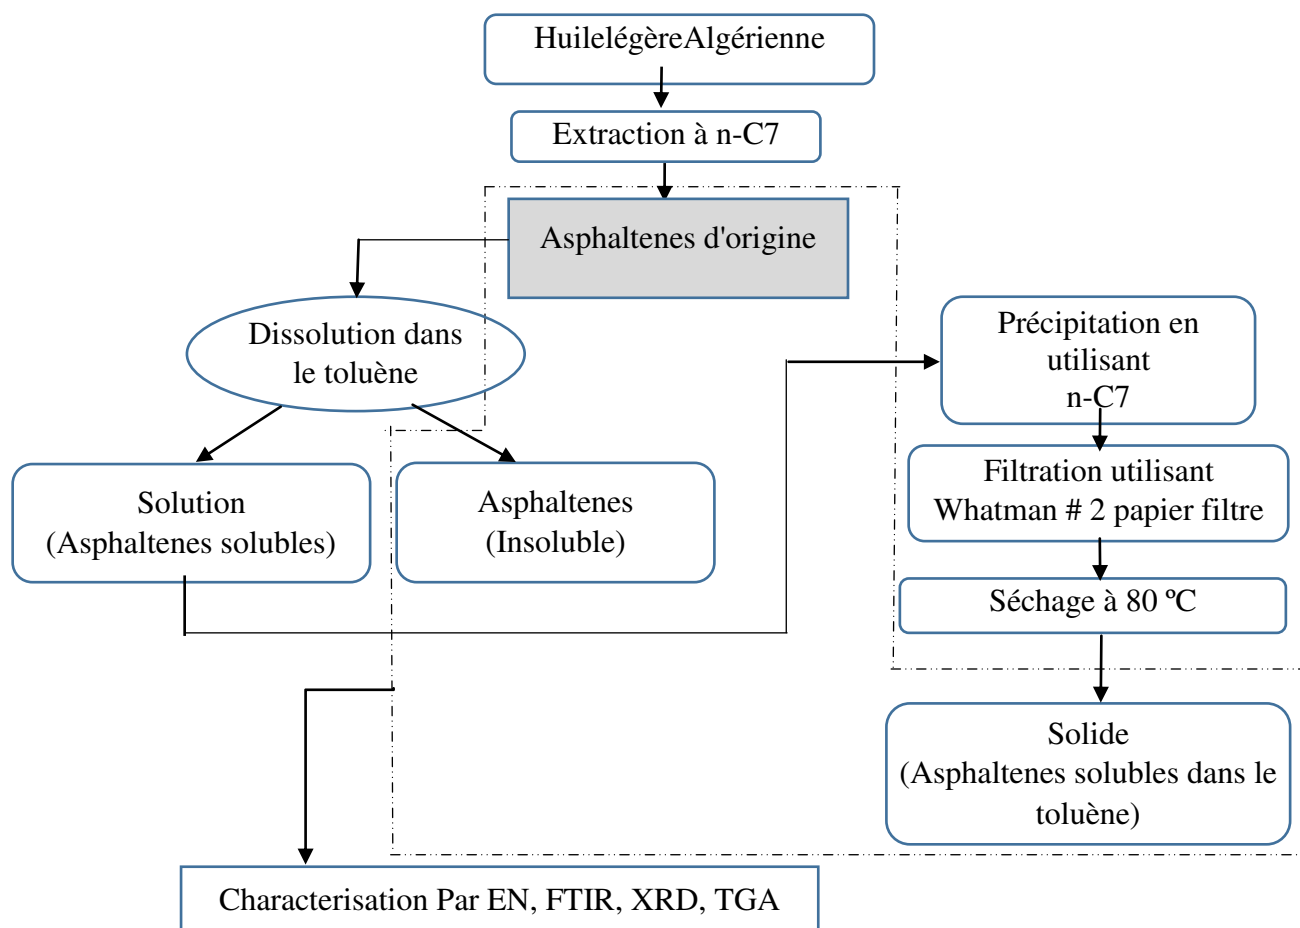 HuilelégèreAlgérienne
Extraction à n-C7
Asphaltenes d'origine
Dissolution dans
le toluène
Précipitation en
utilisant
n-C7
Solution
(Asphaltenes solubles)
Asphaltenes
(Insoluble)
Filtration utilisant
Whatman # 2 papier filtre
Séchage à 80 ºC
Solide
(Asphaltenes solubles dans le
toluène)
Characterisation Par EN, FTIR, XRD, TGA